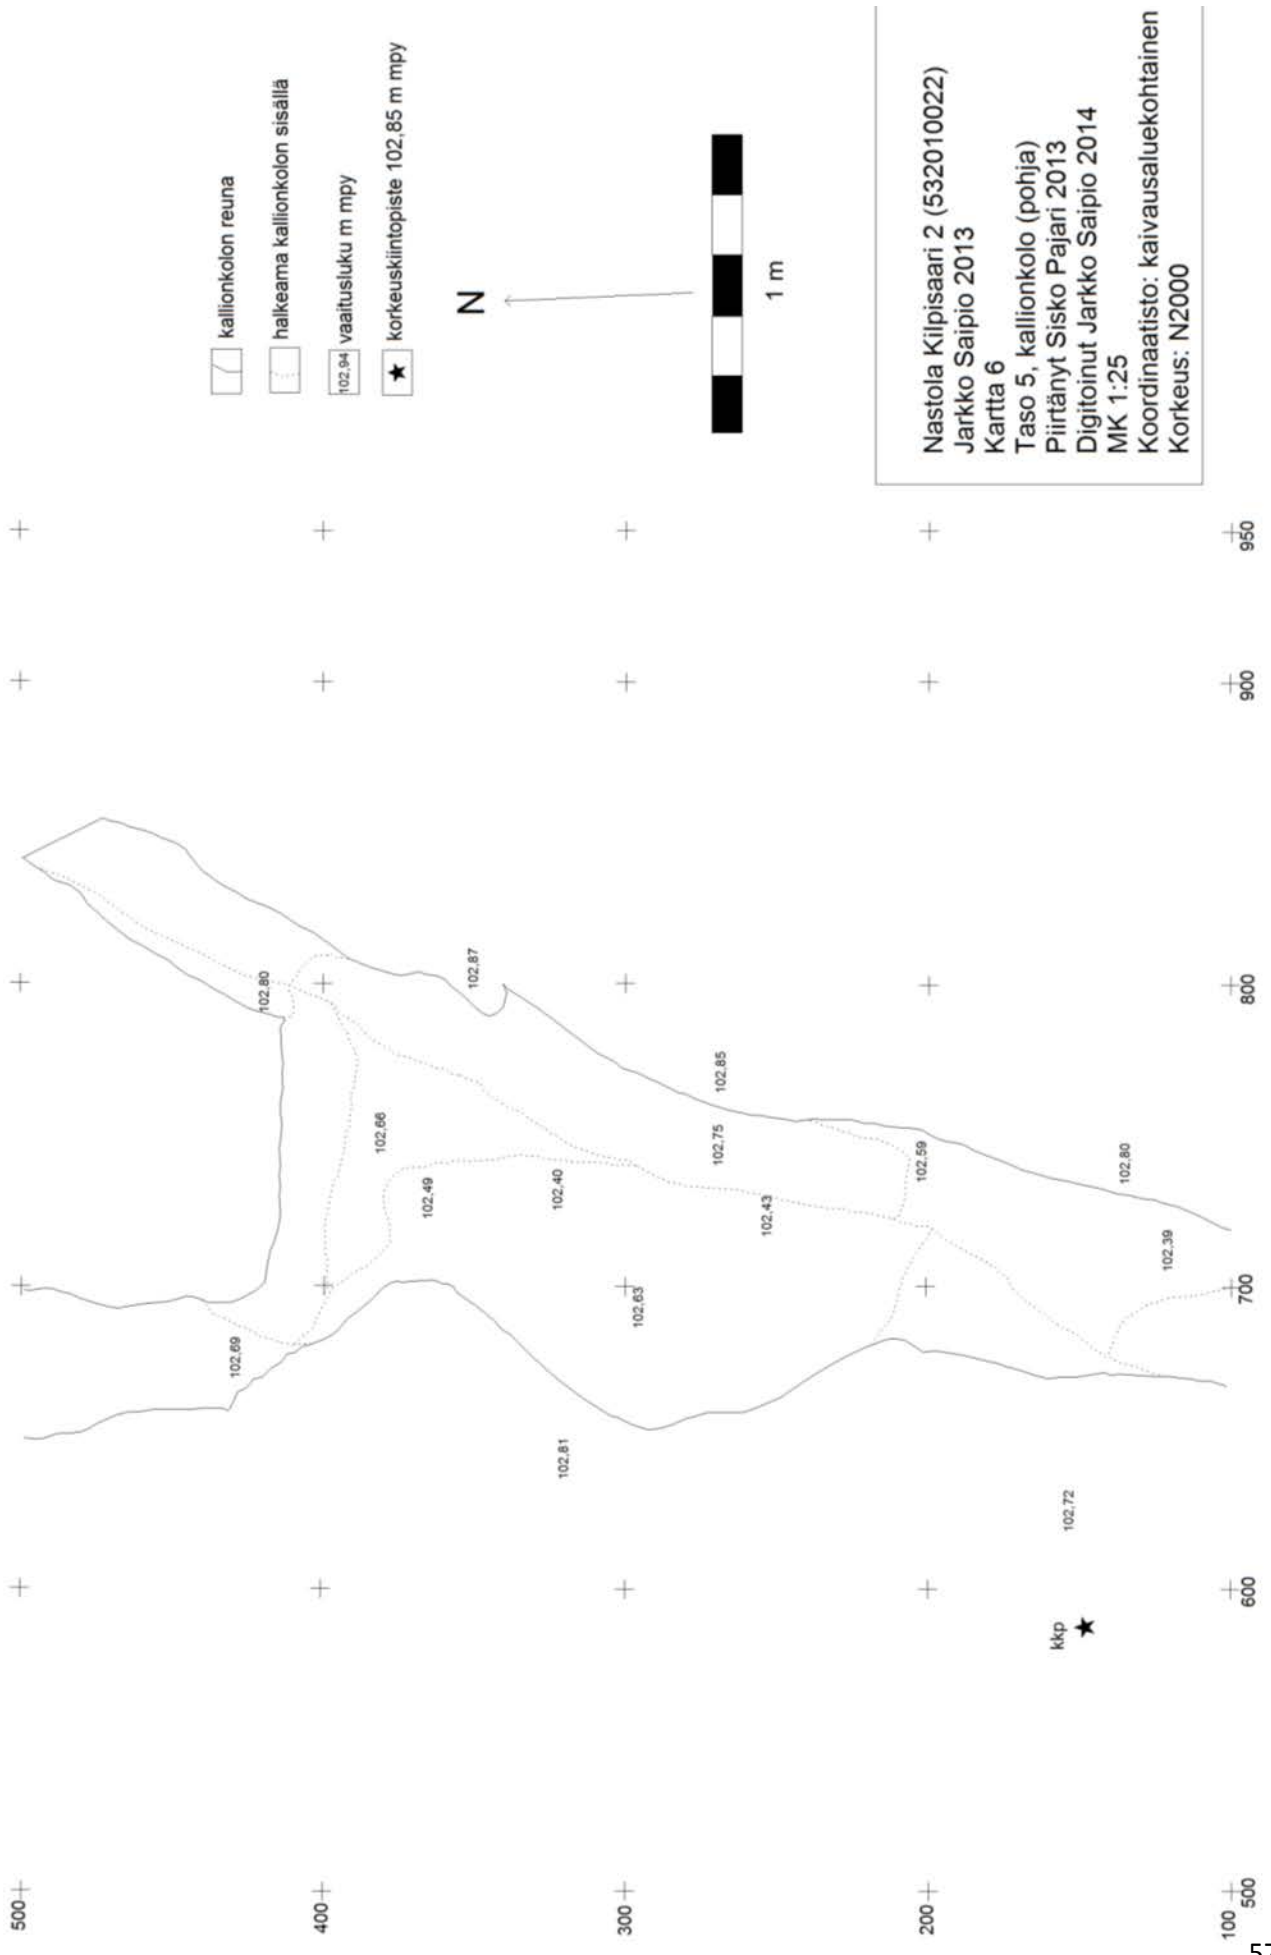 kallionkolon reuna
halkeama kallionkolon sisällä
102,94 vaaitusluku m mpy
korkeuskiintopiste 102,85 m mpy
N
1 m
Nastola Kilpisaari 2 (532010022)
Jarkko Saipio 2013
Kartta 6
Taso 5, kallionkolo (pohja)
Piirtänyt Sisko Pajari 2013
Digitoinut Jarkko Saipio 2014
MK 1:25
Koordinaatisto: kaivausaluekohtainen
Korkeus: N2000
500
400
300
200
100
500
600
700
800
900
950
102,80
102,87
102,66
102,85
102,75
102,49
102,40
102,59
102,80
102,43
102,39
102,69
102,63
102,81
102,72
kkp
57